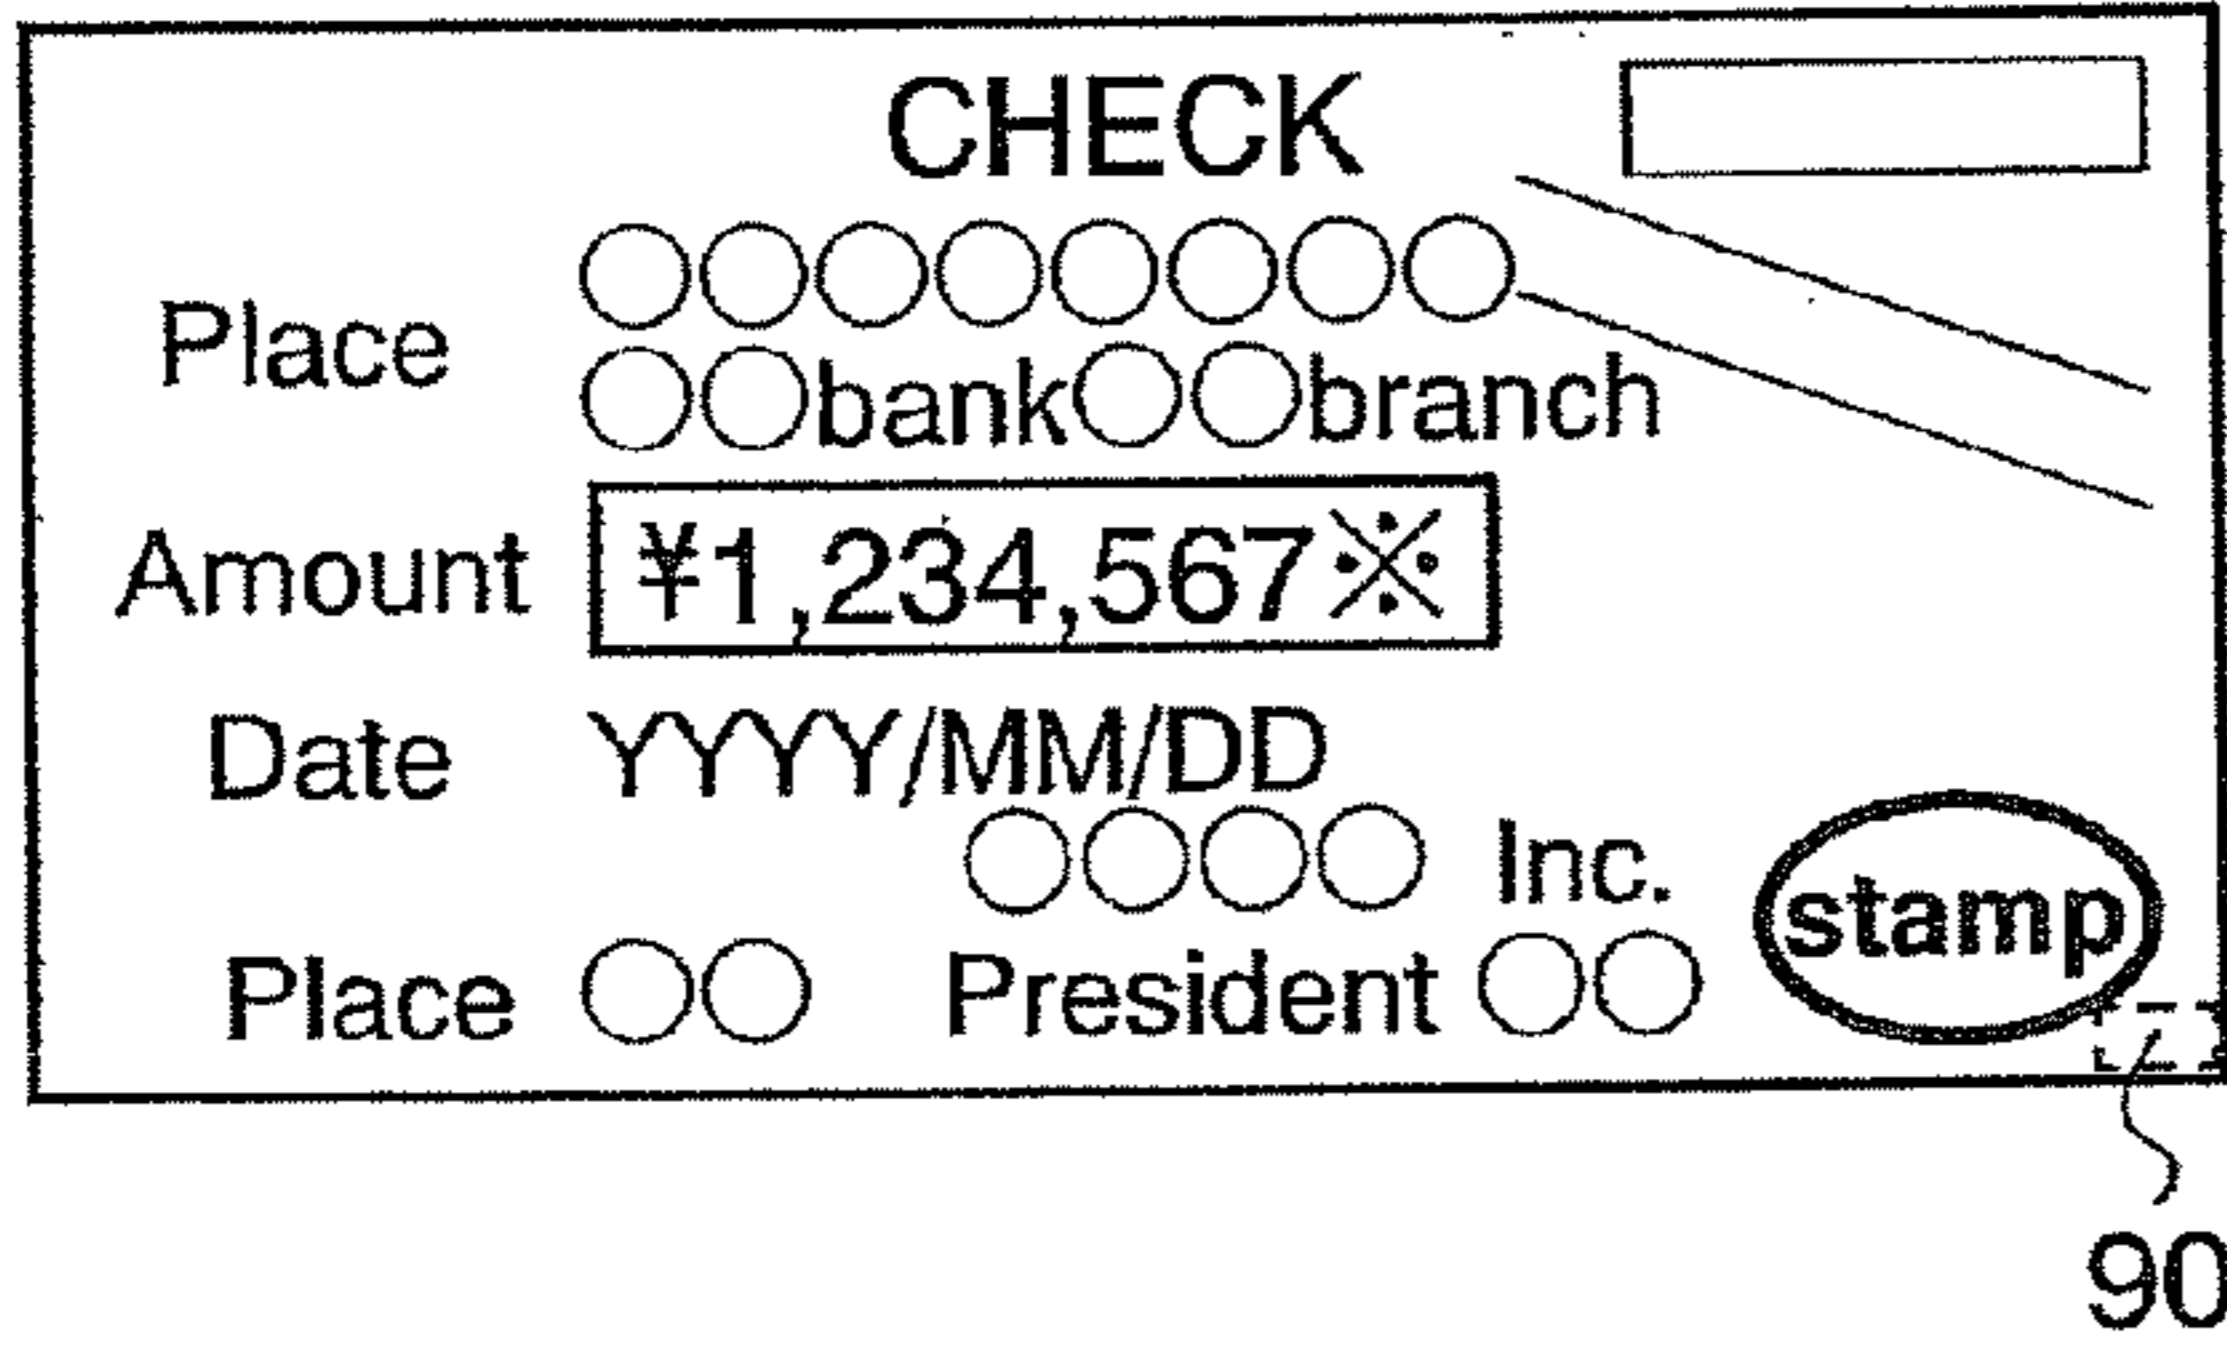 CHECK
Place ○○○○○○○○
○○bank○○branch
Amount ¥1,234,567※
Date YYYY/MM/DD
○○○○ Inc.
Place ○○ President ○○ stamp
90